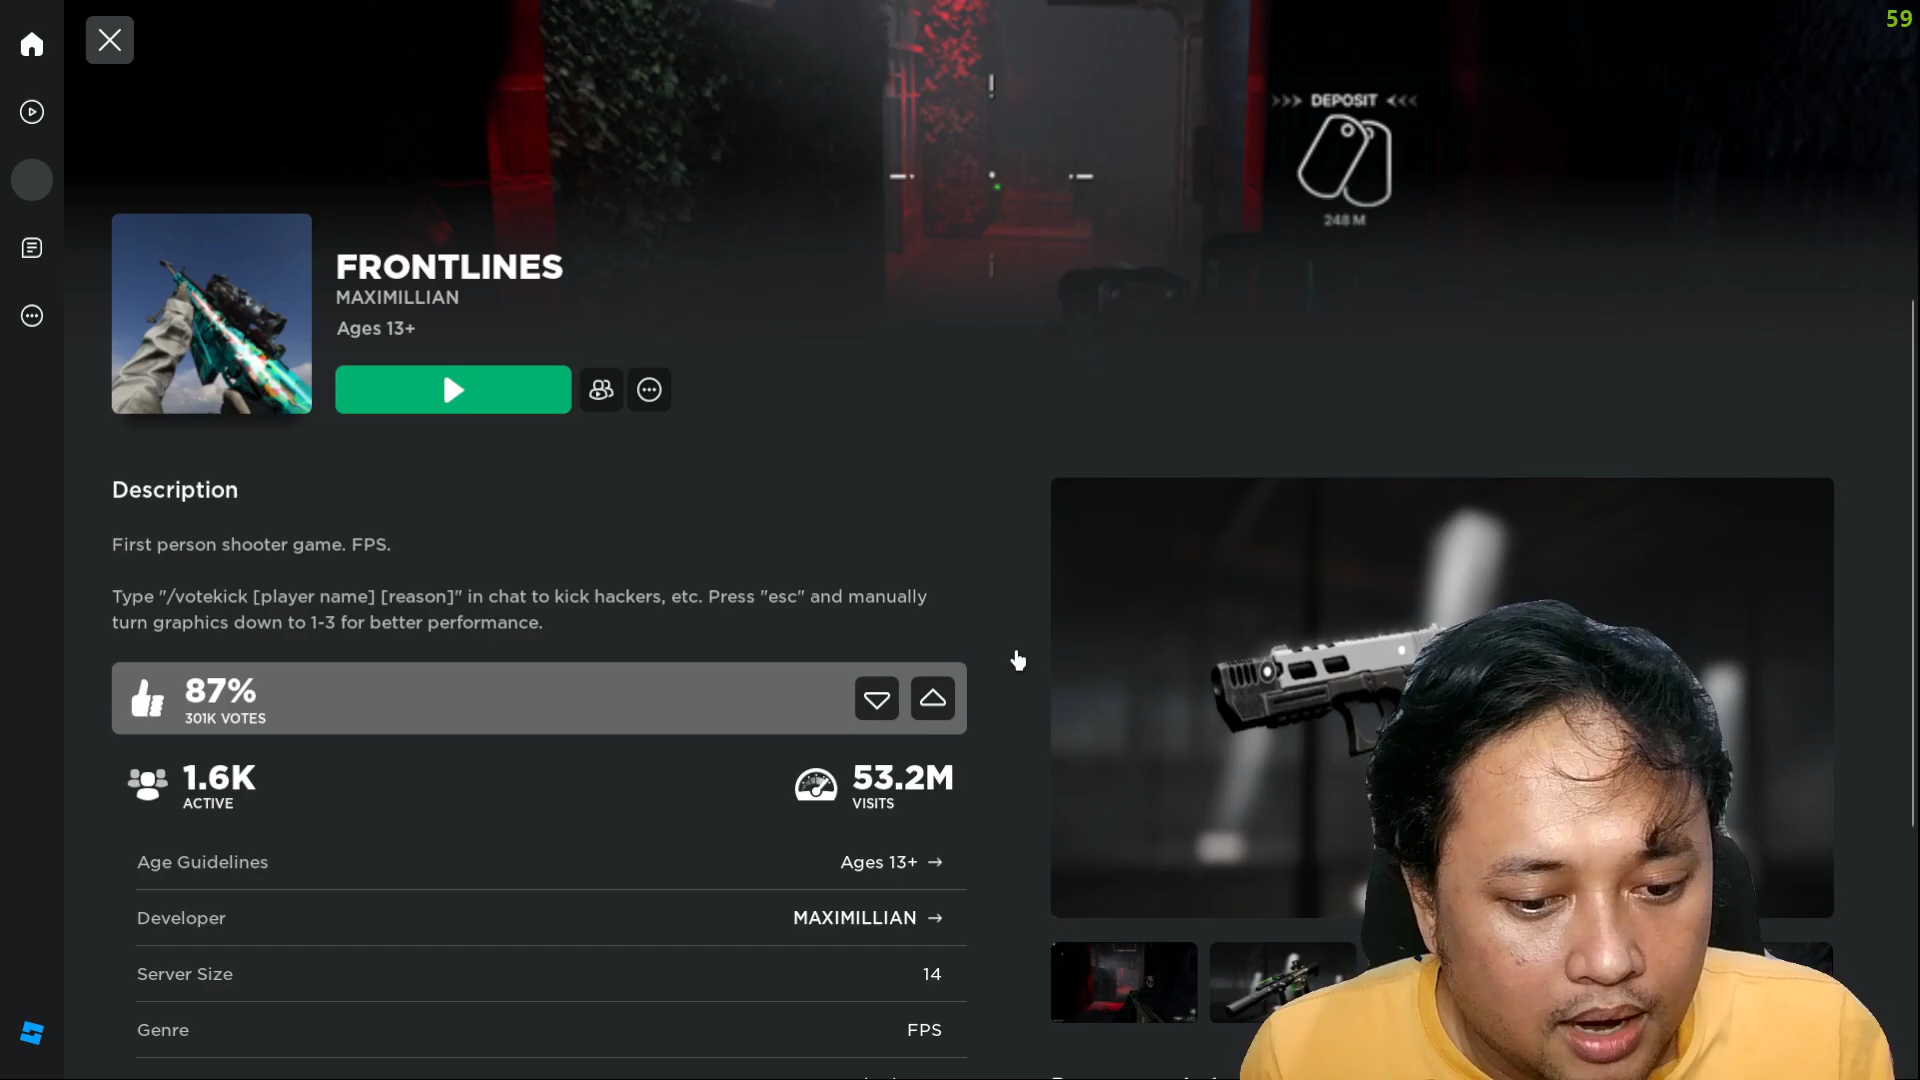 59
>>> DEPOSIT <<<
248 M
FRONTLINES
MAXIMILLIAN
Ages 13+
Description
First person shooter game. FPS.
Type "/votekick [player name] [reason]" in chat to kick hackers, etc. Press "esc" and manually
turn graphics down to 1-3 for better performance.
87%
301K VOTES
1.6K
ACTIVE
53.2M
VISITS
Age Guidelines
Ages 13+ →
Developer
MAXIMILLIAN →
Server Size
14
Genre
FPS